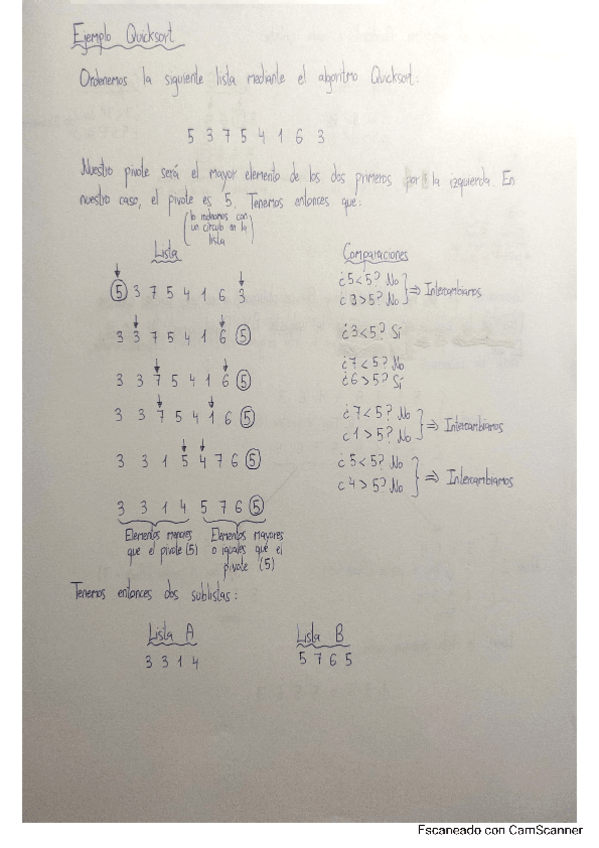 Ejemplo Quicksort
Ordenemos la siguiente lista mediante el algoritmo Quicksort:
5 3 7 5 4 1 6 3
Nuestro pivote será el mayor elemento de los dos primeros por la izquierda. En
nuestro caso, el pivote es 5. Tenemos entonces que:
(lo indicamos con
un círculo en la
lista)
Lista
Comparaciones
5 3 7 5 4 1 6 3
¿5<5? No
¿3>5? No
⇒ Intercambiamos
3 3 7 5 4 1 6 5
¿3<5? Sí
3 3 7 5 4 1 6 5
¿7<5? No
¿6>5? Sí
3 3 7 5 4 1 6 5
¿7<5? No
¿1>5? No
⇒ Intercambiamos
3 3 1 5 4 7 6 5
¿5<5? No
¿4>5? No
⇒ Intercambiamos
3 3 1 4 5 7 6 5
Elementos menores
que el pivote (5)
Elementos mayores
o iguales que el
pivote (5)
Tenemos entonces dos sublistas:
Lista A
3 3 1 4
Lista B
5 7 6 5
Escaneado con CamScanner